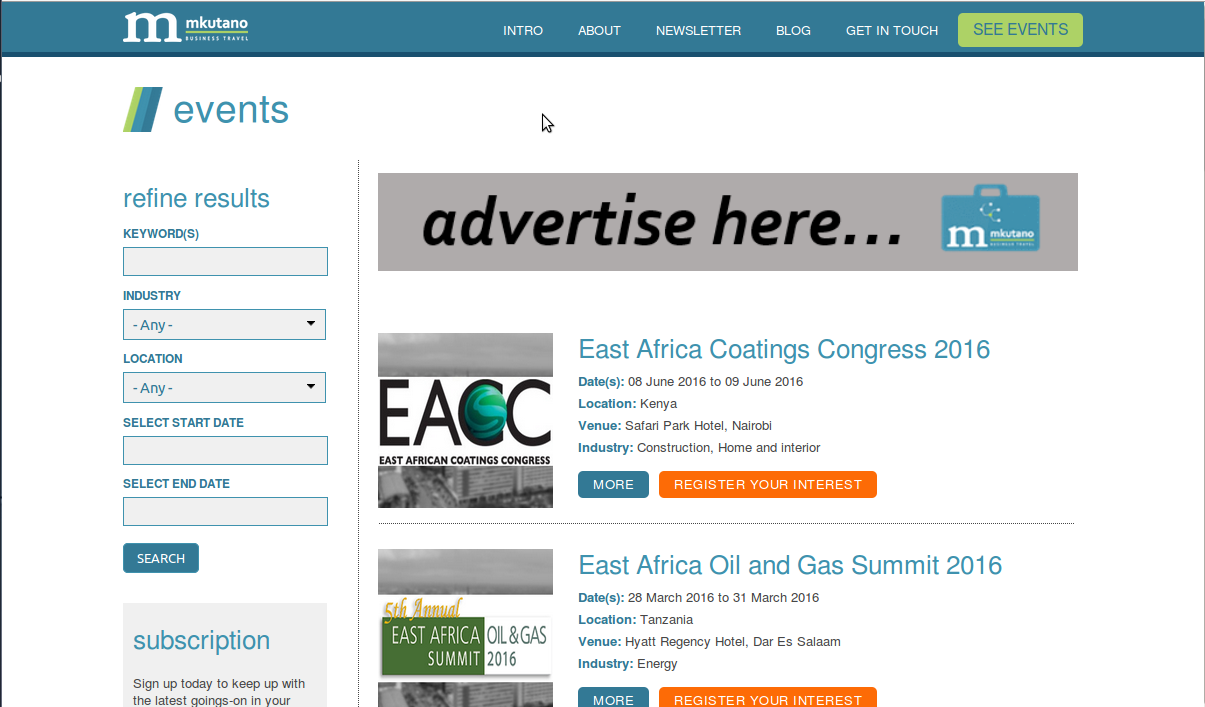 mkutano
BUSINESS TRAVEL
INTRO ABOUT NEWSLETTER BLOG GET IN TOUCH SEE EVENTS
events
refine results
KEYWORD(S)
INDUSTRY
- Any -
LOCATION
- Any -
SELECT START DATE
SELECT END DATE
SEARCH
subscription
Sign up today to keep up with
the latest goings-on in your
advertise here...
m mkutano
BUSINESS TRAVEL
EACC
EAST AFRICAN COATINGS CONGRESS
East Africa Coatings Congress 2016
Date(s): 08 June 2016 to 09 June 2016
Location: Kenya
Venue: Safari Park Hotel, Nairobi
Industry: Construction, Home and interior
MORE REGISTER YOUR INTEREST
5th Annual
EAST AFRICA OIL & GAS
SUMMIT 2016
East Africa Oil and Gas Summit 2016
Date(s): 28 March 2016 to 31 March 2016
Location: Tanzania
Venue: Hyatt Regency Hotel, Dar Es Salaam
Industry: Energy
MORE REGISTER YOUR INTEREST